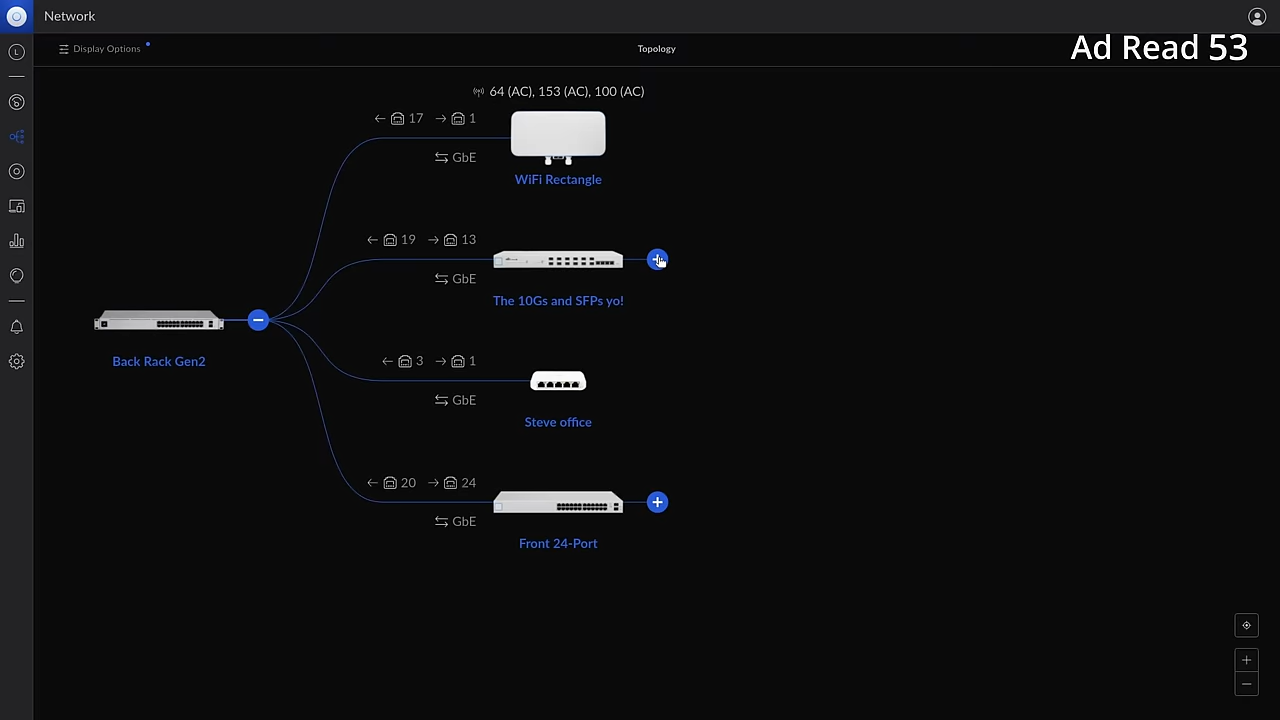 Network
Display Options
Topology
Ad Read 53
64 (AC), 153 (AC), 100 (AC)
17 1
GbE
WiFi Rectangle
19 13
GbE
The 10Gs and SFPs yo!
Back Rack Gen2
3 1
GbE
Steve office
20 24
GbE
Front 24-Port